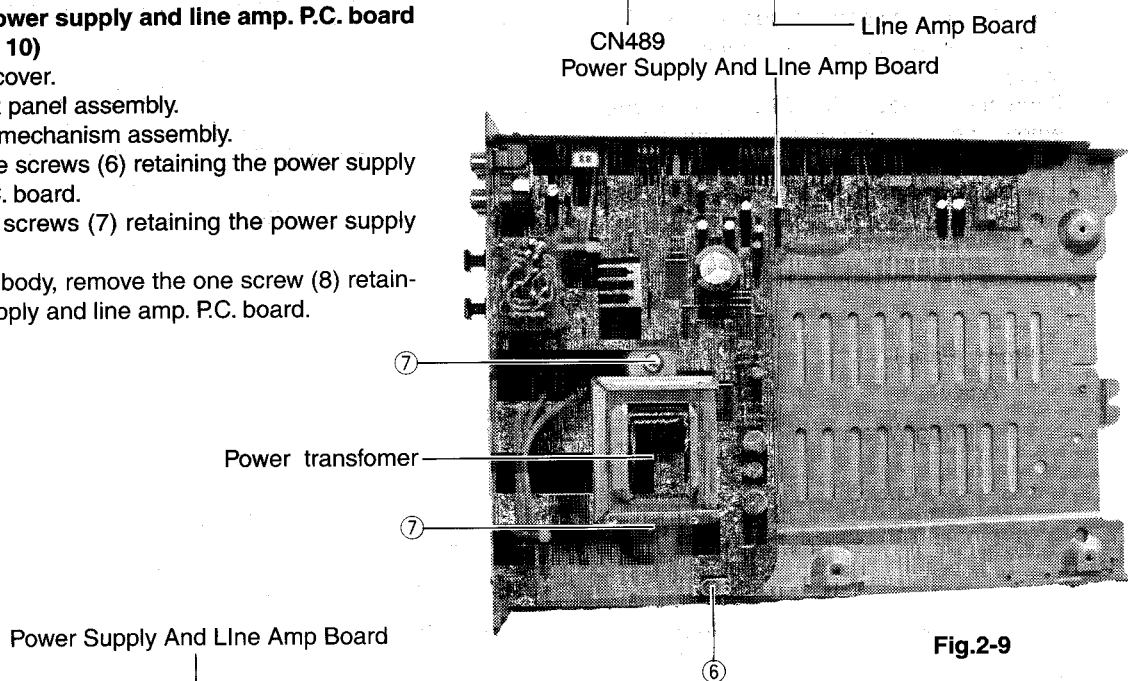 ower supply and line amp. P.C. board
10)
cover.
panel assembly.
mechanism assembly.
e screws (6) retaining the power supply
C. board.
screws (7) retaining the power supply
body, remove the one screw (8) retain-
pply and line amp. P.C. board.
LIne Amp Board
CN489
Power Supply And LIne Amp Board
⑦
Power transfomer
⑦
⑥
Fig.2-9
Power Supply And LIne Amp Board